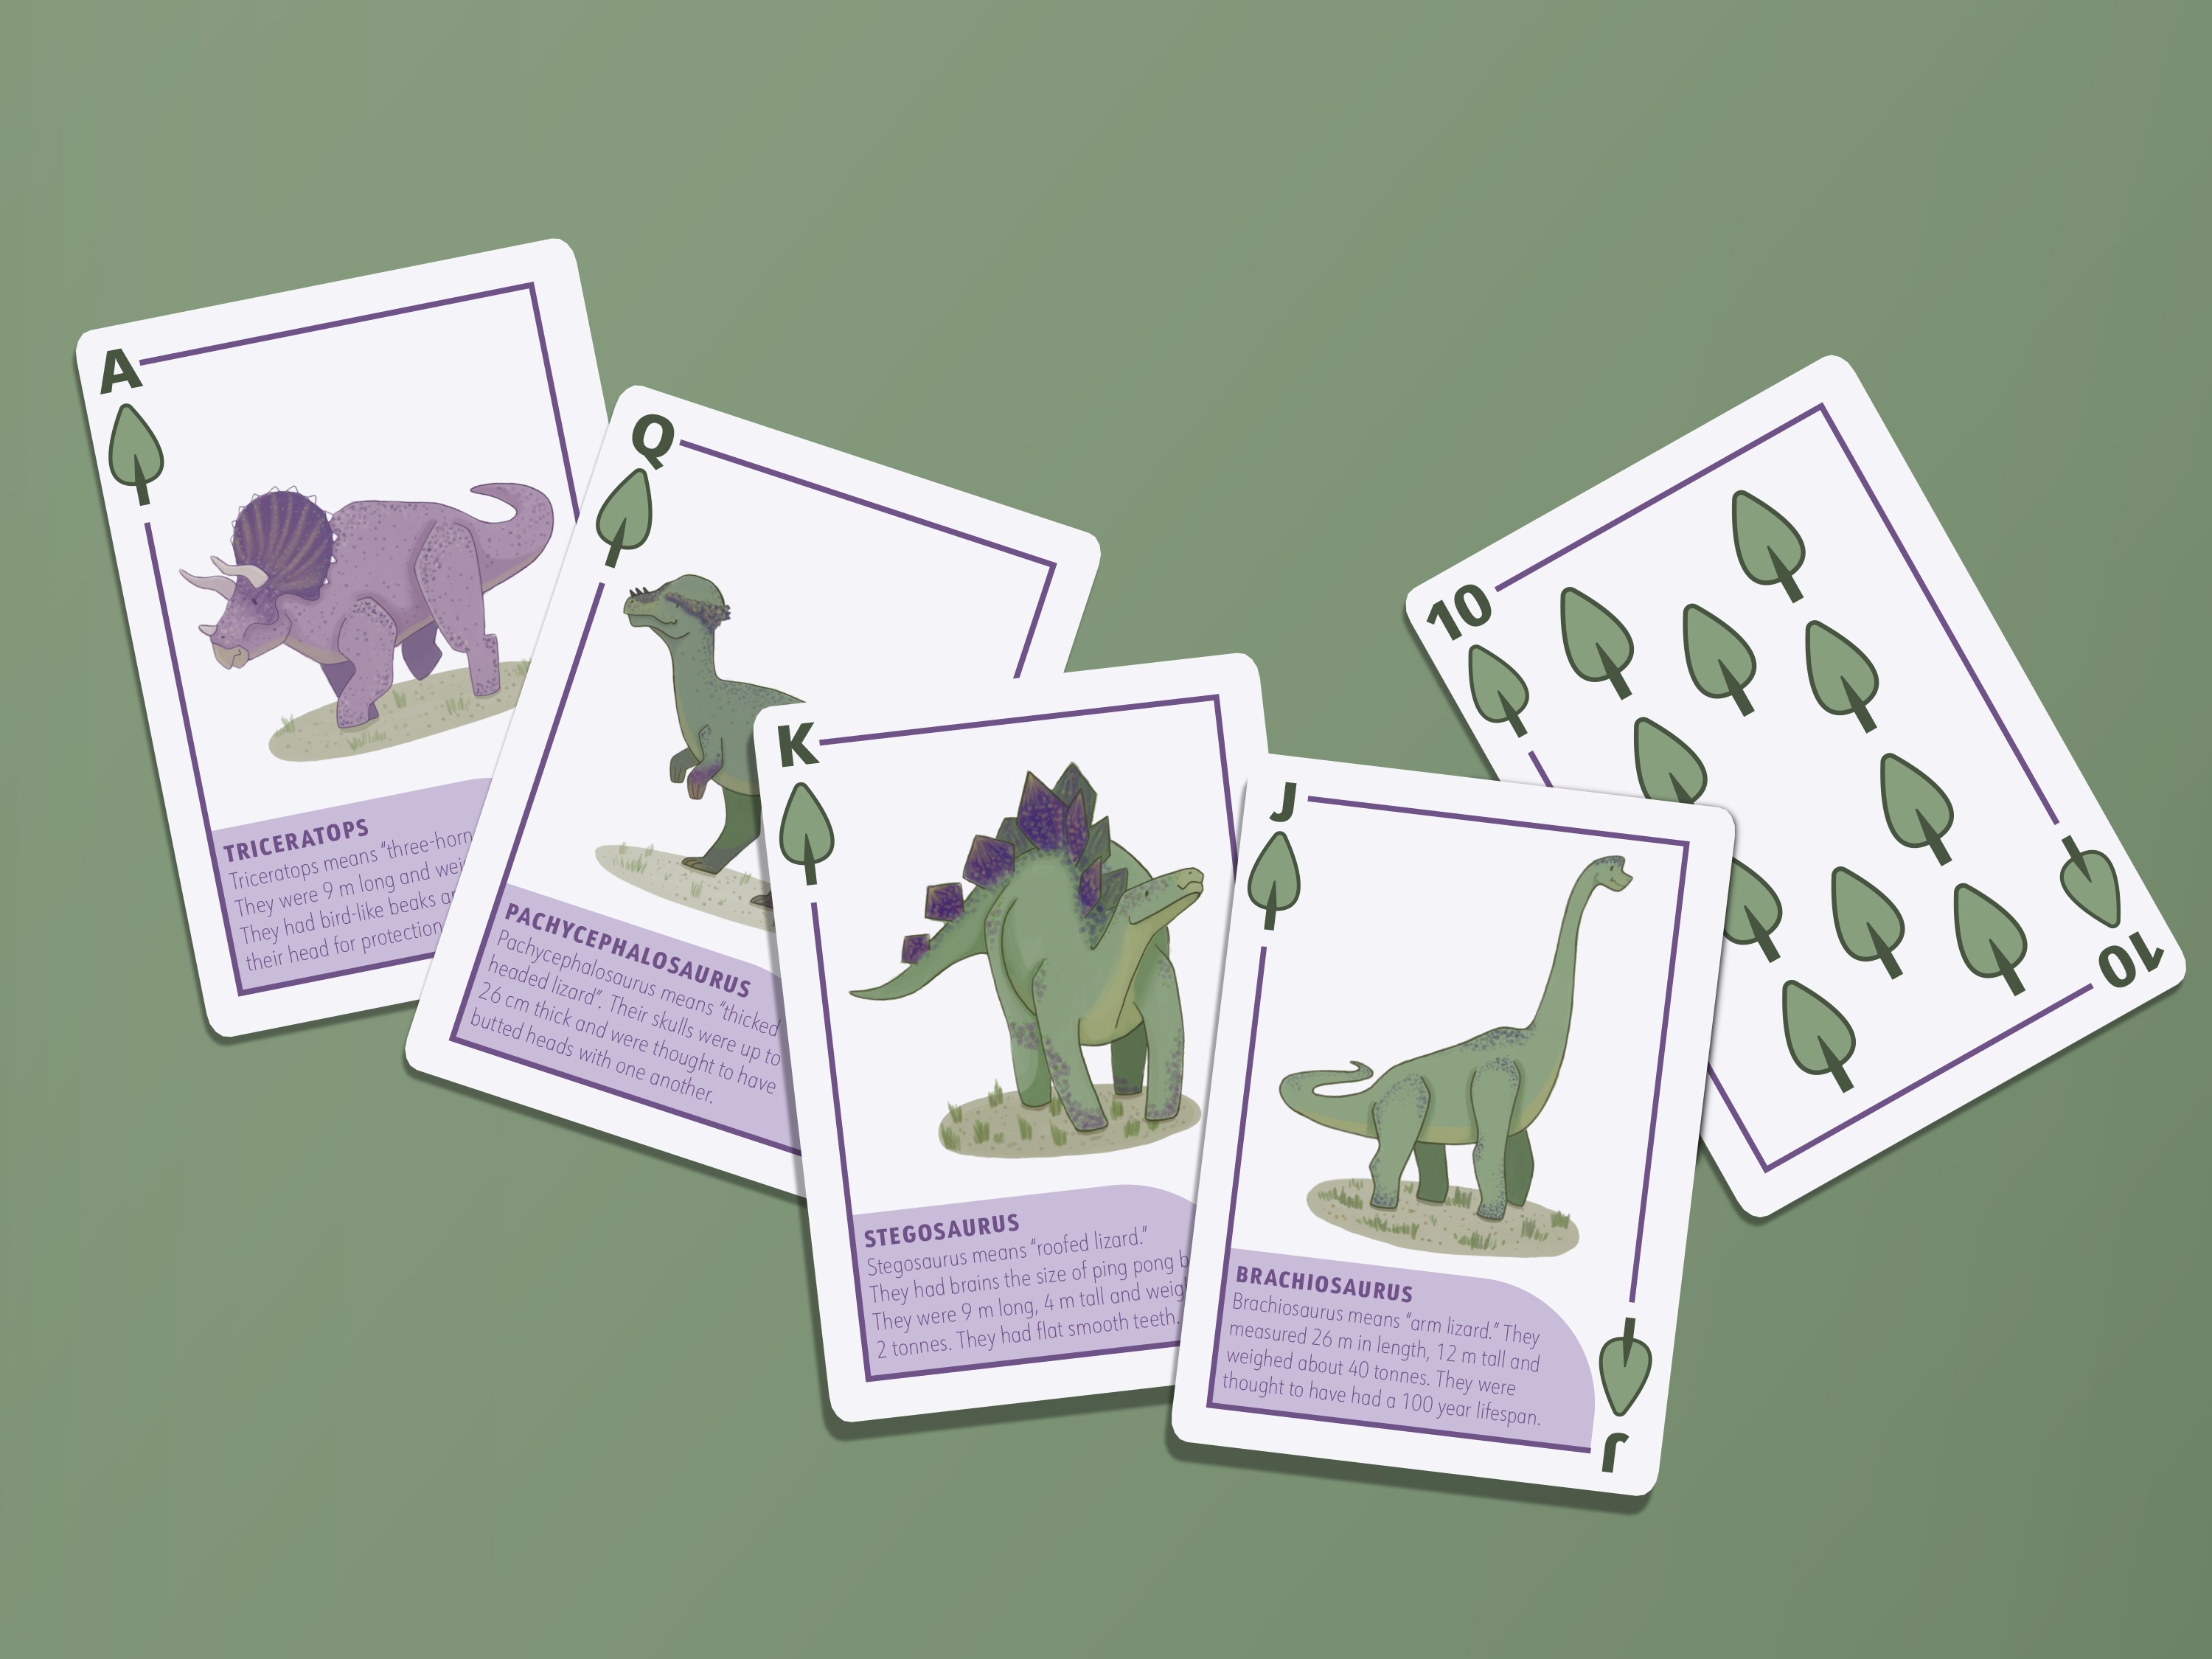 A
TRICERATOPS
Triceratops means “three-horn
They were 9 m long and
They had bird-like beaks
their head for protection
Q
PACHYCEPHALOSAURUS
Pachycephalosaurus means “thicked
headed lizard”. Their skulls were up to
26 cm thick and were thought to have
butted heads with one another.
K
STEGOSAURUS
Stegosaurus means “roofed lizard.”
They had brains the size of ping pong
They were 9 m long, 4 m tall and
2 tonnes. They had flat smooth teeth.
J
BRACHIOSAURUS
Brachiosaurus means “arm lizard.” They
measured 26 m in length, 12 m tall and
weighed about 40 tonnes. They were
thought to have had a 100 year lifespan.
J
10
10